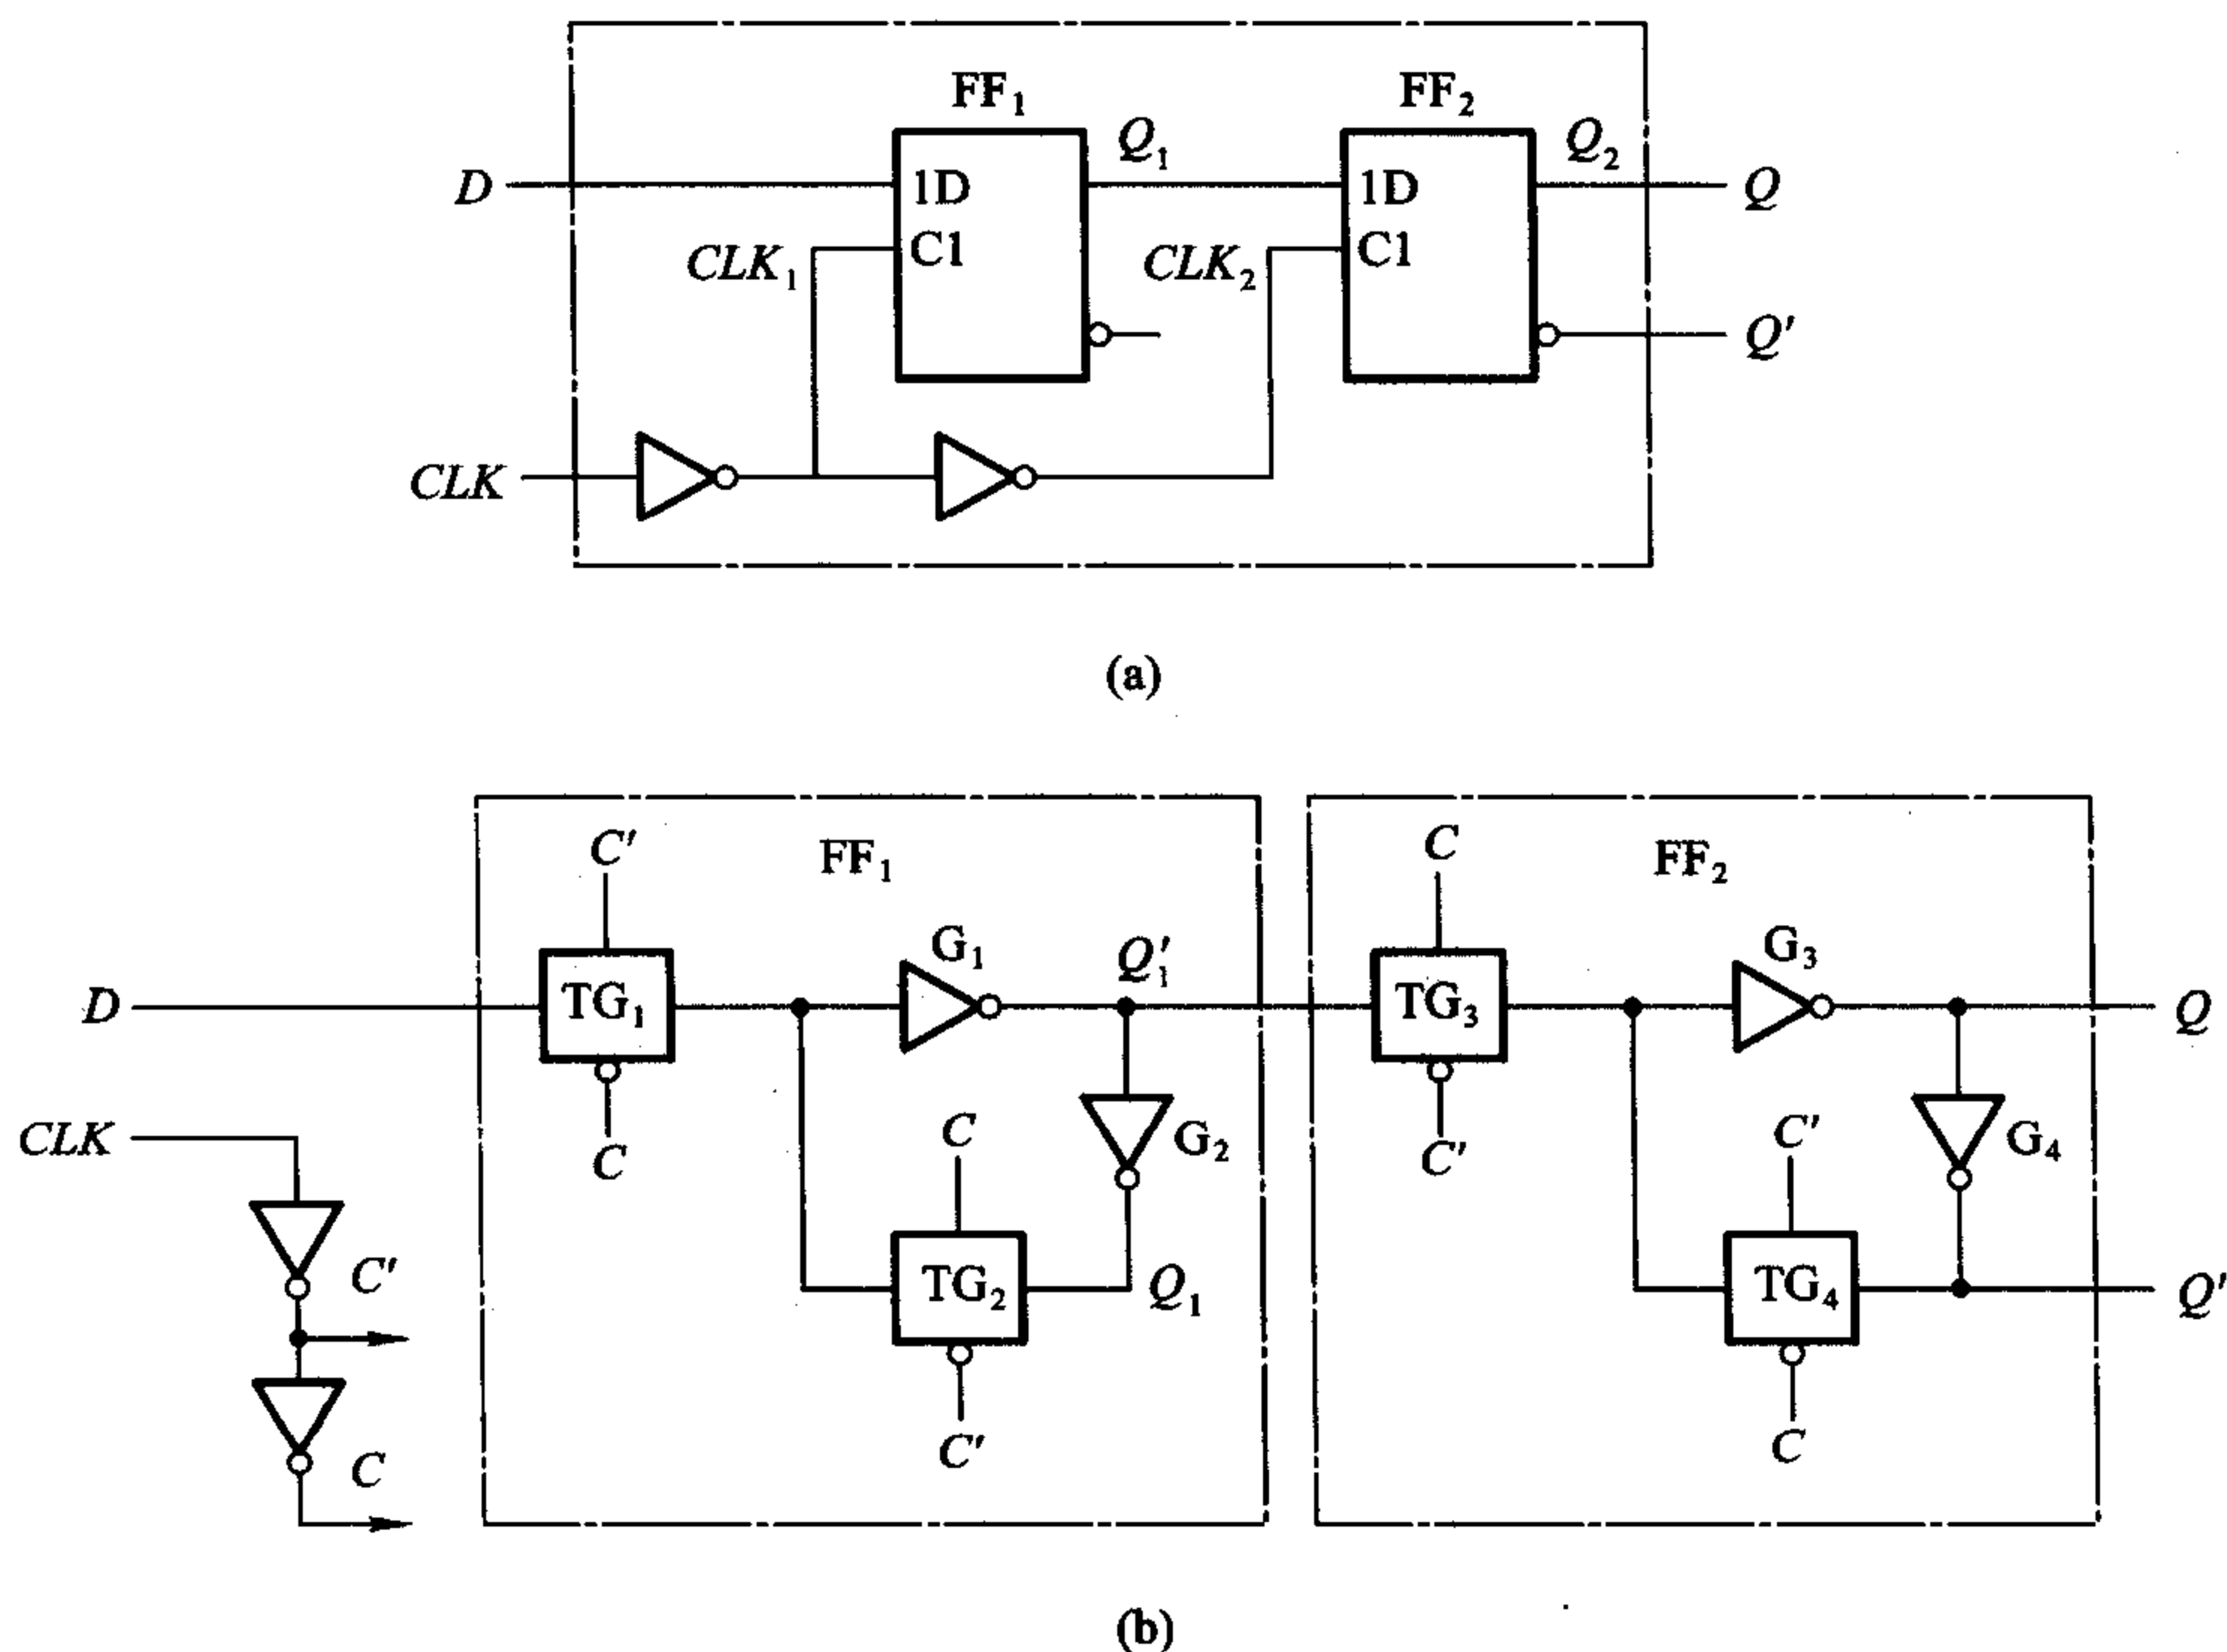 FF₁ FF₂
Q₁ Q₂
D 1D 1D Q
CLK₁ C1 CLK₂ C1
Q'
CLK
(a)
C' FF₁ C FF₂
G₁ Q'₁ G₃
D TG₁ TG₃ Q
CLK C C G₂ C' C' G₄
C' TG₂ Q₁ TG₄ Q'
C C' C
(b)